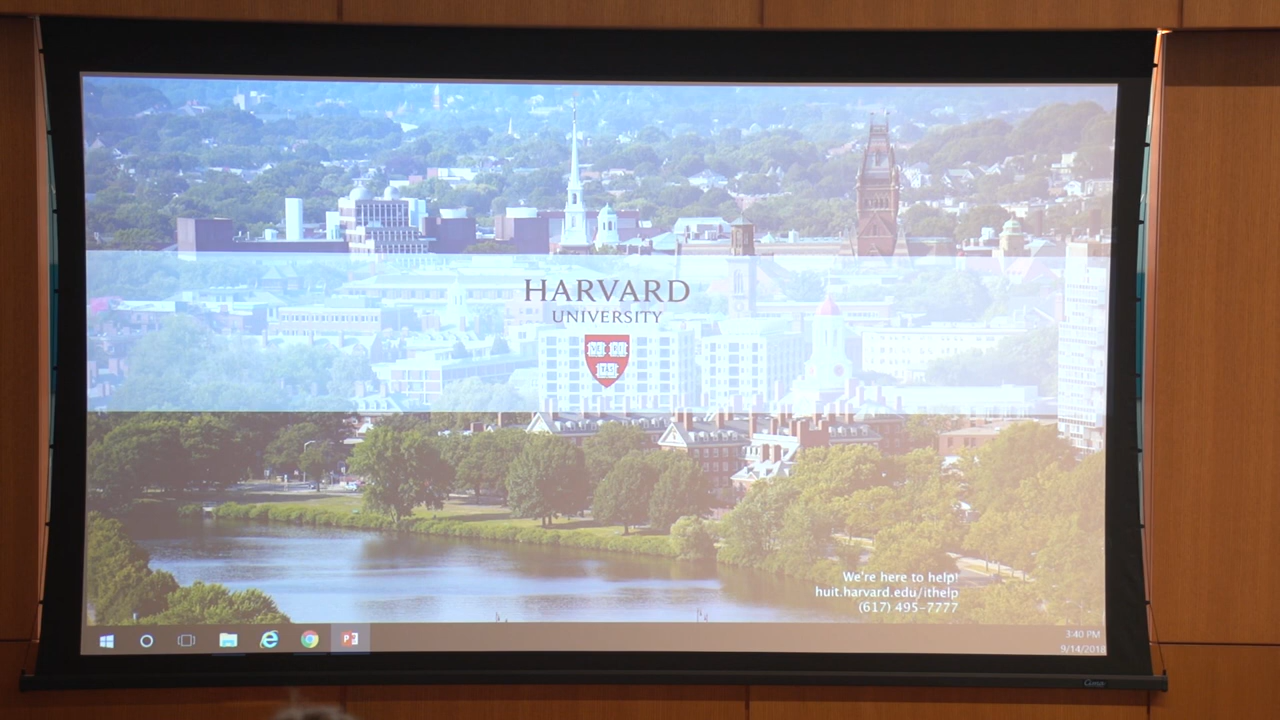 HARVARD
UNIVERSITY
We're here to help!
huit.harvard.edu/ithelp
(617) 495-7777
3:40 PM
9/14/2018